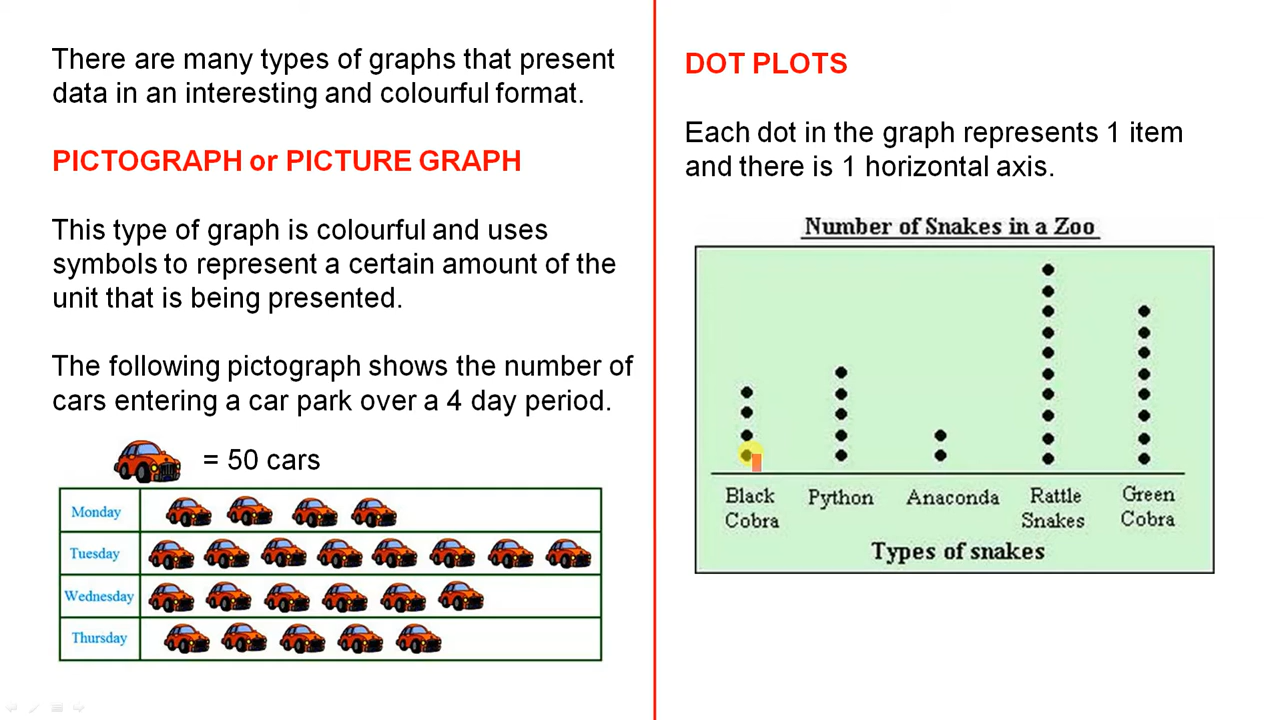 There are many types of graphs that present
data in an interesting and colourful format.
PICTOGRAPH or PICTURE GRAPH
This type of graph is colourful and uses
symbols to represent a certain amount of the
unit that is being presented.
The following pictograph shows the number of
cars entering a car park over a 4 day period.
= 50 cars
Monday
Tuesday
Wednesday
Thursday
DOT PLOTS
Each dot in the graph represents 1 item
and there is 1 horizontal axis.
Number of Snakes in a Zoo
Black Cobra
Python
Anaconda
Rattle Snakes
Green Cobra
Types of snakes